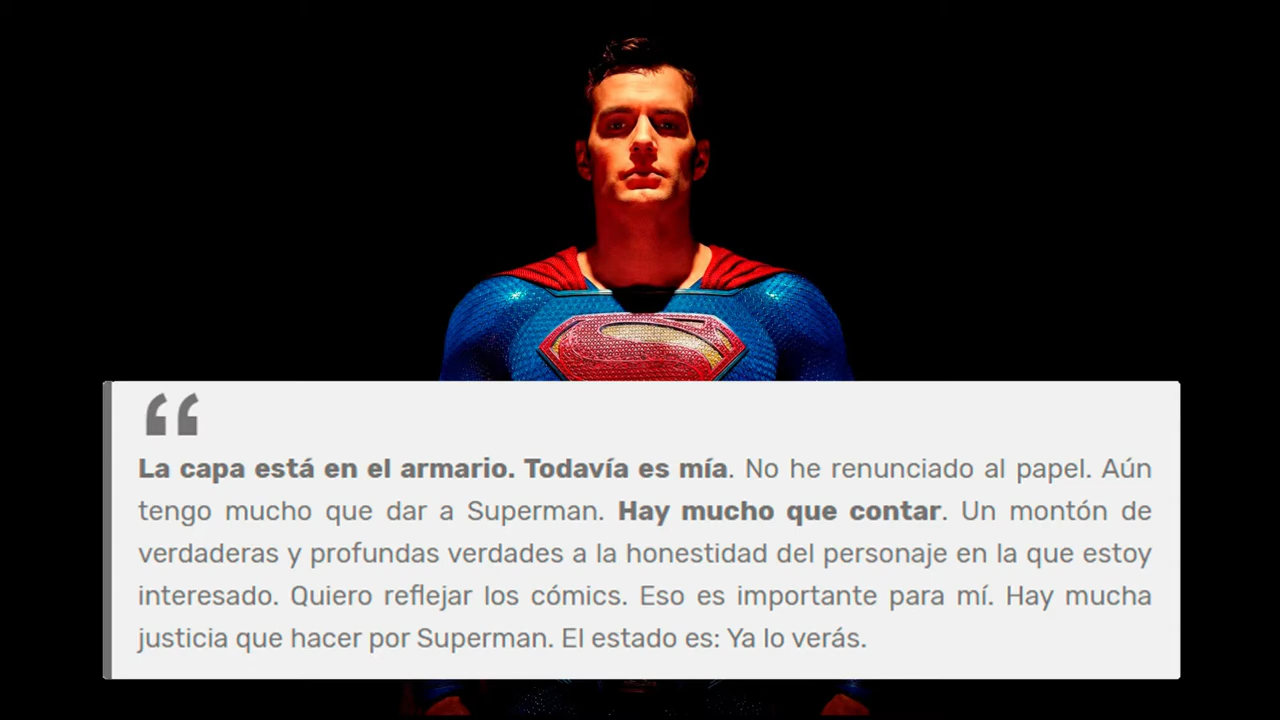 “
La capa está en el armario. Todavía es mía. No he renunciado al papel. Aún
tengo mucho que dar a Superman. Hay mucho que contar. Un montón de
verdaderas y profundas verdades a la honestidad del personaje en la que estoy
interesado. Quiero reflejar los cómics. Eso es importante para mí. Hay mucha
justicia que hacer por Superman. El estado es: Ya lo verás.